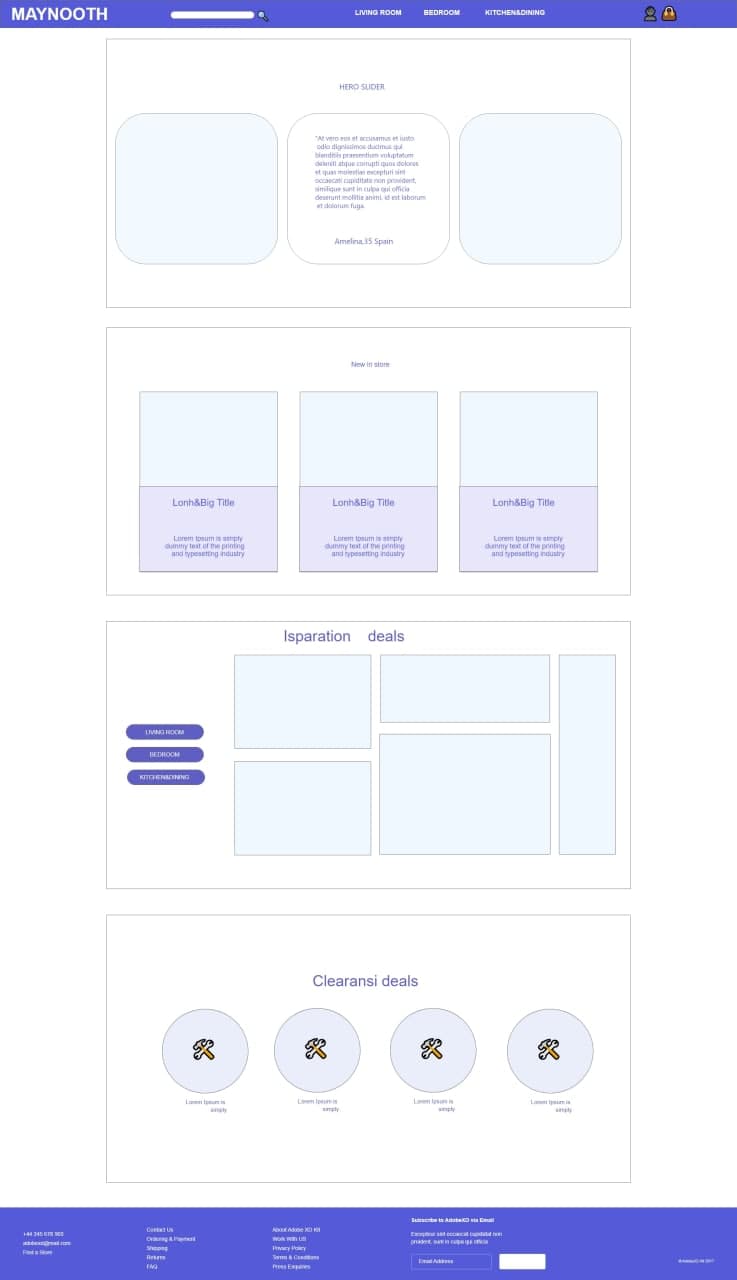 MAYNOOTH
LIVING ROOM BEDROOM KITCHEN&DINING
HERO SLIDER
"At vero eos et accusamus et iusto
odio dignissimos ducimus qui
blanditiis praesentium voluptatum
deleniti atque corrupti quos dolores
et quas molestias excepturi sint
occaecati cupiditate non provident,
similique sunt in culpa qui officia
deserunt mollitia animi, id est laborum
et dolorum fuga.
Amelina,35 Spain
New in store
Lonh&Big Title
Lorem Ipsum is simply
dummy text of the printing
and typesetting industry
Lonh&Big Title
Lorem Ipsum is simply
dummy text of the printing
and typesetting industry
Lonh&Big Title
Lorem Ipsum is simply
dummy text of the printing
and typesetting industry
Isparation deals
LIVING ROOM
BEDROOM
KITCHEN&DINING
Clearansi deals
Lorem Ipsum is
simply
Lorem Ipsum is
simply
Lorem Ipsum is
simply
Lorem Ipsum is
simply
+44 345 678 903
adobexd@mail.com
Find a Store
Contact Us
Ordering & Payment
Shipping
Returns
FAQ
About Adobe XD Kit
Work With US
Privacy Policy
Terms & Conditions
Press Enquiries
Subscribe to AdobeXD via Email
Excepteur sint occaecat cupidatat non
proident, sunt in culpa qui officia
Email Address